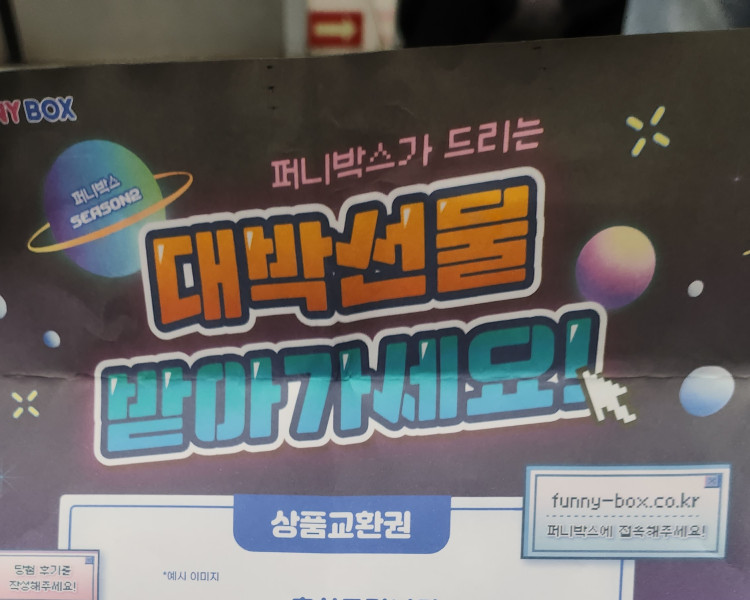 NY BOX
퍼니박스가 드리는
퍼니박스
SEASON2
대박선물
받아가세요!
funny-box.co.kr
퍼니박스에 접속해주세요!
상품교환권
당첨 후기를
작성해주세요!
*예시 이미지